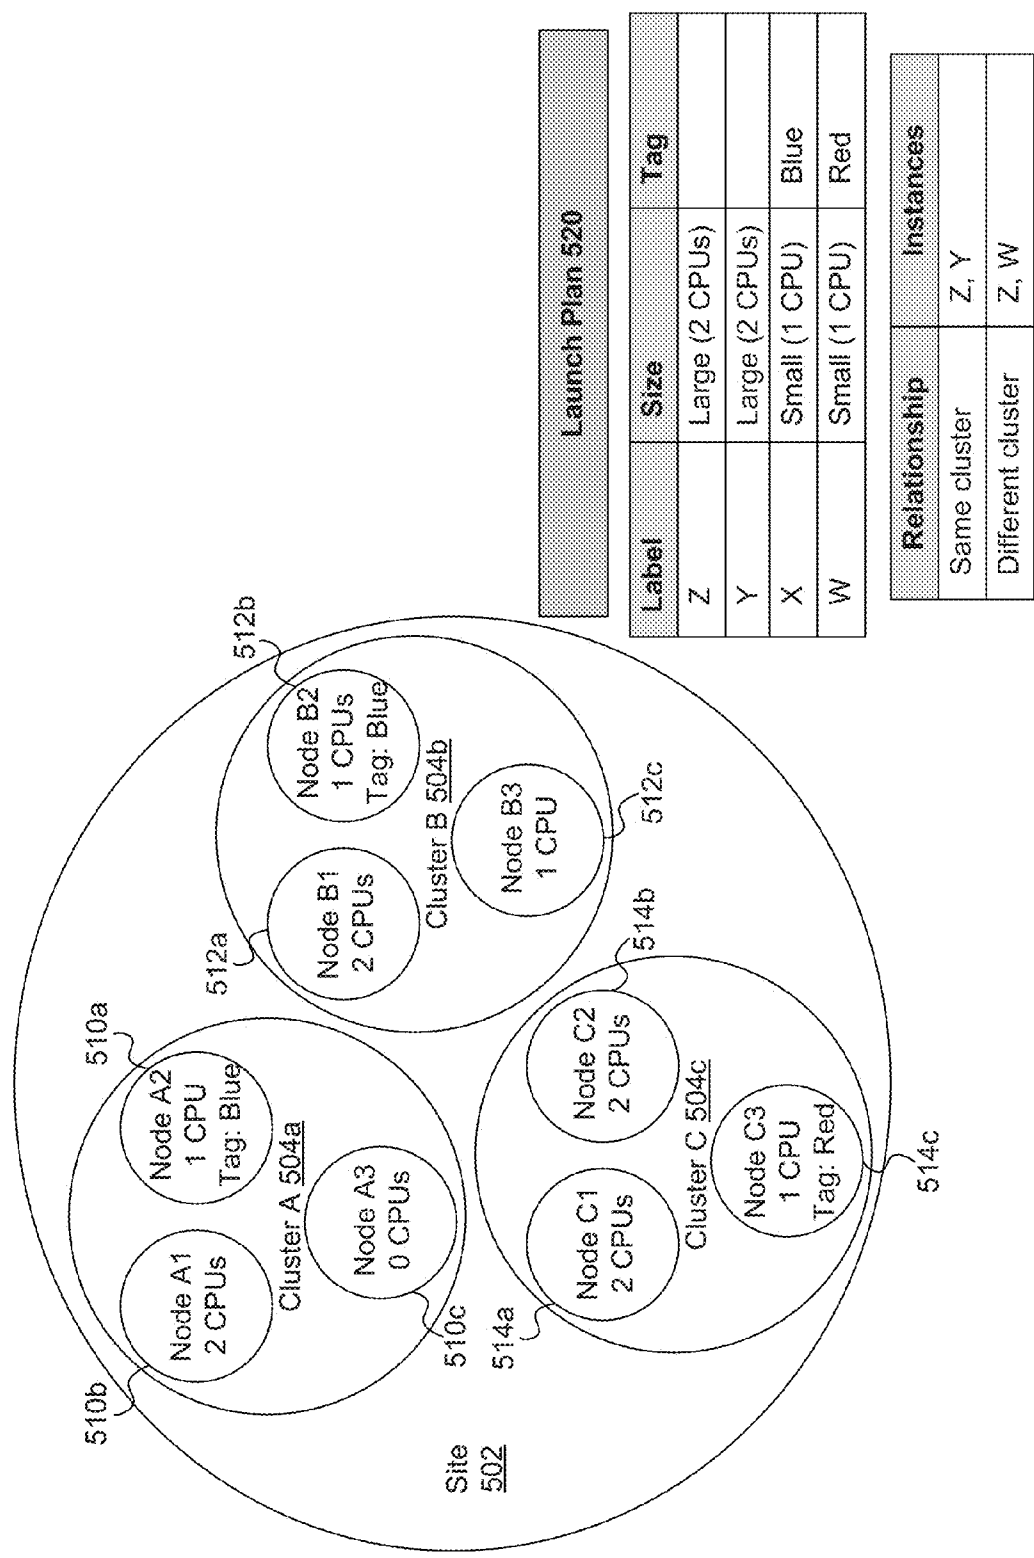 Site
502
510b
Node A1
2 CPUs
510a
Node A2
1 CPU
Tag: Blue
Cluster A 504a
Node A3
0 CPUs
510c
512a
Node B1
2 CPUs
512b
Node B2
1 CPUs
Tag: Blue
Cluster B 504b
Node B3
1 CPU
512c
514a
Node C1
2 CPUs
514b
Node C2
2 CPUs
Cluster C 504c
Node C3
1 CPU
Tag: Red
514c
Launch Plan 520
Label Size Tag
Z Large (2 CPUs)
Y Large (2 CPUs)
X Small (1 CPU) Blue
W Small (1 CPU) Red
Relationship Instances
Same cluster Z, Y
Different cluster Z, W